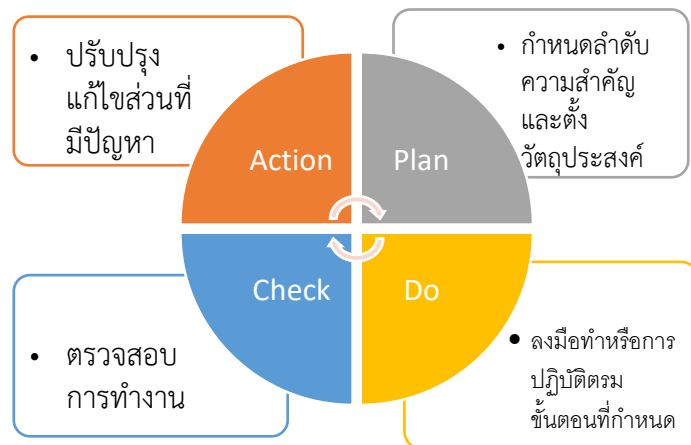 • ปรับปรุง
แก้ไขส่วนที่
มีปัญหา
Action
Plan
• กำหนดลำดับ
ความสำคัญ
และตั้ง
วัตถุประสงค์
Check
Do
• ตรวจสอบ
การทำงาน
• ลงมือทำหรือการ
ปฏิบัติตรม
ขั้นตอนที่กำหนด